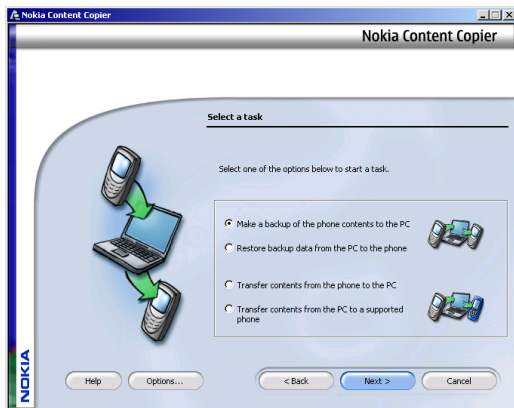 Nokia Content Copier
Nokia Content Copier
Select a task
Select one of the options below to start a task.
Make a backup of the phone contents to the PC
Restore backup data from the PC to the phone
Transfer contents from the phone to the PC
Transfer contents from the PC to a supported
phone
NOKIA
Help
Options...
< Back
Next >
Cancel